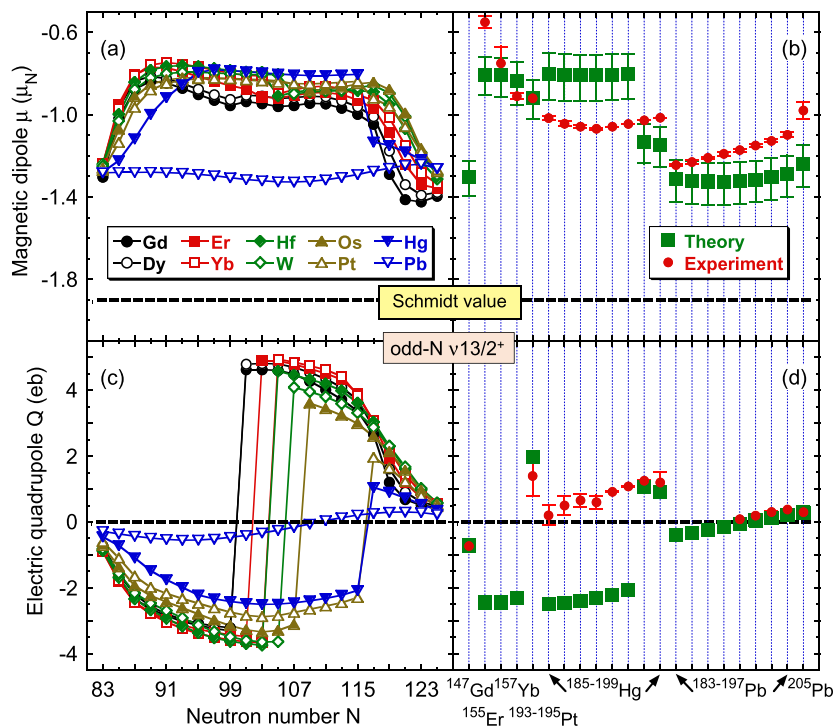 -0.6
-1.0
-1.4
-1.8
Magnetic dipole μ (μN)
(a)
(b)
Gd
Er
Hf
Os
Hg
Dy
Yb
W
Pt
Pb
Theory
Experiment
Schmidt value
odd-N ν13/2⁺
4
2
0
-2
-4
Electric quadrupole Q (eb)
(c)
(d)
83 91 99 107 115 123
Neutron number N
¹⁴⁷Gd ¹⁵⁷Yb ¹⁸⁵⁻¹⁹⁹Hg ¹⁸³⁻¹⁹⁷Pb ²⁰⁵Pb
¹⁵⁵Er ¹⁹³⁻¹⁹⁵Pt